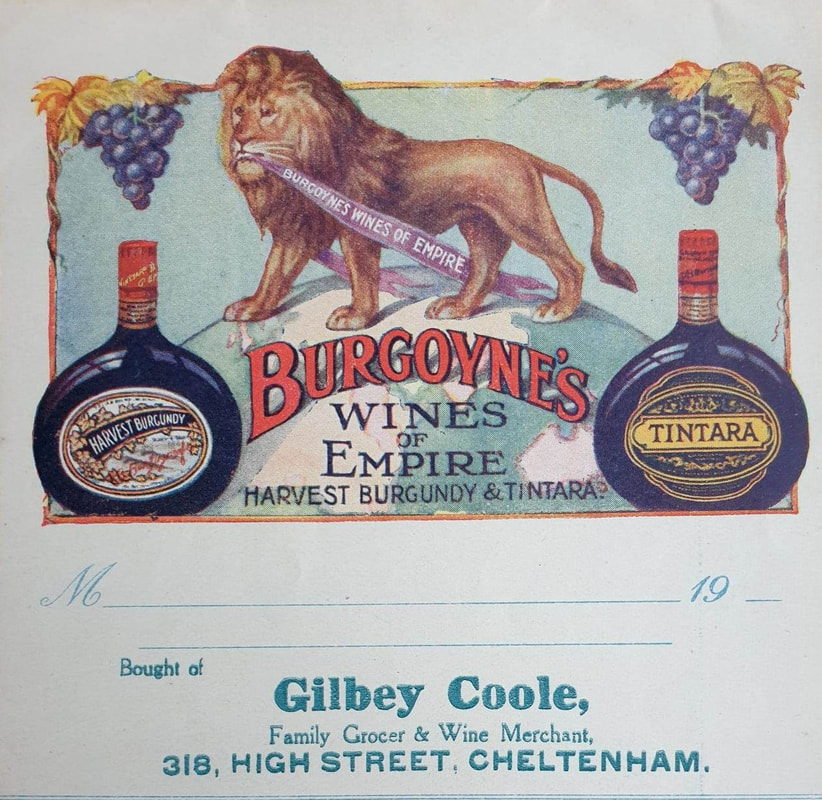 BURGOYNES WINES OF EMPIRE
BURGOYNE'S
WINES
OF
EMPIRE
HARVEST BURGUNDY & TINTARA
HARVEST BURGUNDY
TINTARA
M 19
Bought of
Gilbey Coole,
Family Grocer & Wine Merchant,
318, HIGH STREET, CHELTENHAM.